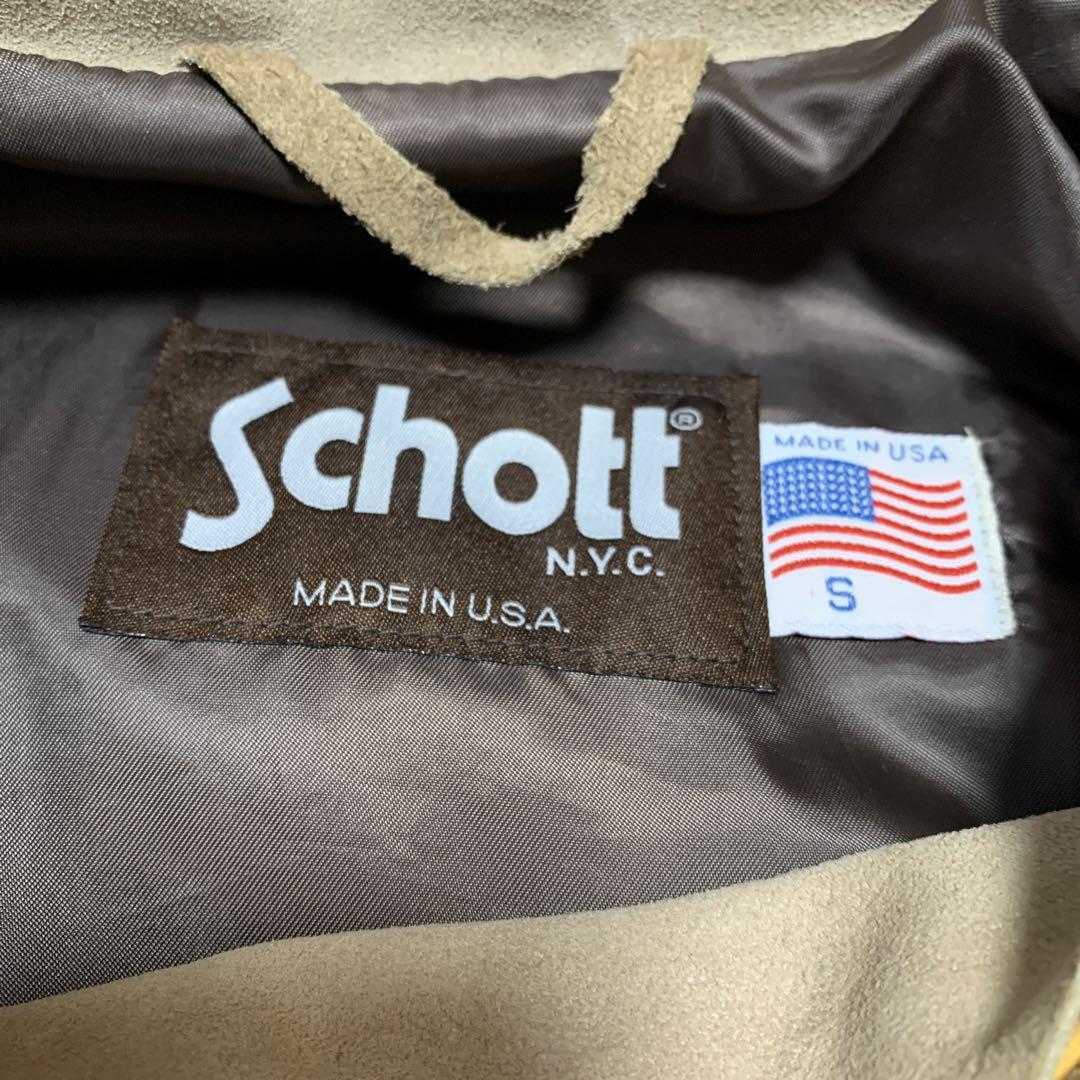 Schott®
N.Y.C.
MADE IN U.S.A.
MADE IN USA
S